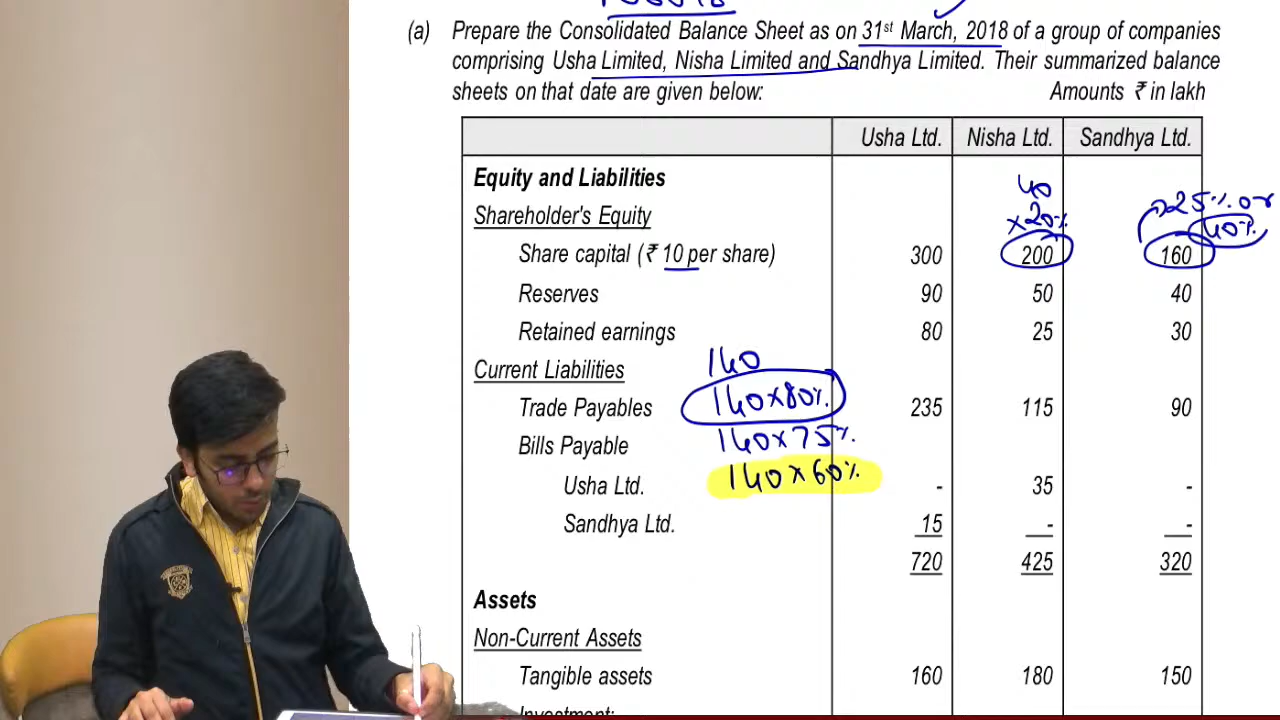 (a) Prepare the Consolidated Balance Sheet as on 31st March, 2018 of a group of companies
comprising Usha Limited, Nisha Limited and Sandhya Limited. Their summarized balance
sheets on that date are given below: Amounts ₹ in lakh
Usha Ltd. Nisha Ltd. Sandhya Ltd.
Equity and Liabilities
40
Shareholder's Equity ×20% 25% or
40%
Share capital (₹ 10 per share) 300 200 160
Reserves 90 50 40
Retained earnings 80 25 30
140
Current Liabilities
140×80%
Trade Payables 235 115 90
Bills Payable 140×75%
140×60%
Usha Ltd. - 35 -
Sandhya Ltd. 15 - -
720 425 320
Assets
Non-Current Assets
Tangible assets 160 180 150
Investment: